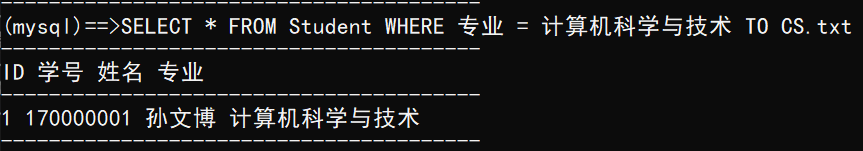 (mysql)==>SELECT * FROM Student WHERE 专业 = 计算机科学与技术 TO CS.txt
ID 学号 姓名 专业
1 170000001 孙文博 计算机科学与技术